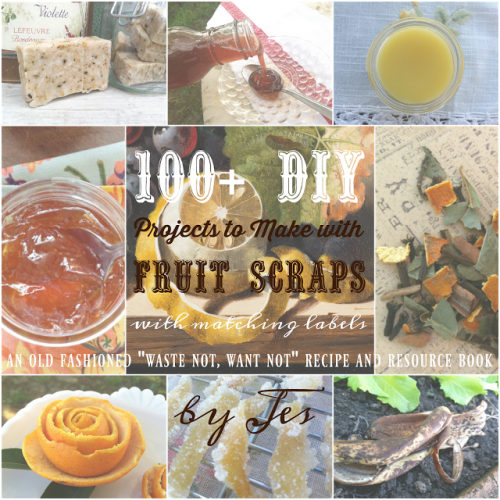 Violette
LEFEUVRE
Bordeaux
100+ DIY
Projects to Make with
FRUIT SCRAPS
with matching labels
AN OLD FASHIONED "WASTE NOT, WANT NOT" RECIPE AND RESOURCE BOOK
by Jes